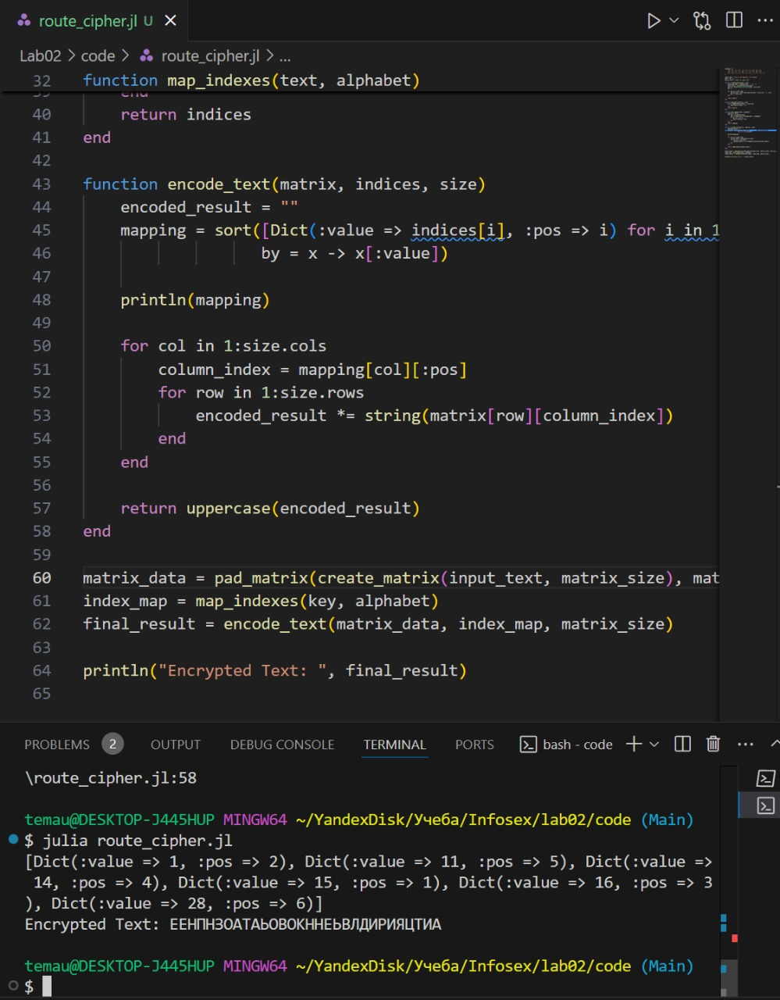 route_cipher.jl U
Lab02 > code > route_cipher.jl > ...
32 function map_indexes(text, alphabet)
39 end
40 return indices
41 end
42
43 function encode_text(matrix, indices, size)
44 encoded_result = ""
45 mapping = sort([Dict(:value => indices[i], :pos => i) for i in 1
46 by = x -> x[:value])
47
48 println(mapping)
49
50 for col in 1:size.cols
51 column_index = mapping[col][:pos]
52 for row in 1:size.rows
53 encoded_result *= string(matrix[row][column_index])
54 end
55 end
56
57 return uppercase(encoded_result)
58 end
59
60 matrix_data = pad_matrix(create_matrix(input_text, matrix_size), mat
61 index_map = map_indexes(key, alphabet)
62 final_result = encode_text(matrix_data, index_map, matrix_size)
63
64 println("Encrypted Text: ", final_result)
65
PROBLEMS 2 OUTPUT DEBUG CONSOLE TERMINAL PORTS bash - code
\route_cipher.jl:58
temau@DESKTOP-J445HUP MINGW64 ~/YandexDisk/Учеба/Infosex/lab02/code (Main)
$ julia route_cipher.jl
[Dict(:value => 1, :pos => 2), Dict(:value => 11, :pos => 5), Dict(:value =>
14, :pos => 4), Dict(:value => 15, :pos => 1), Dict(:value => 16, :pos => 3
), Dict(:value => 28, :pos => 6)]
Encrypted Text: ЕЕНПНЗОАТАЬОВОКННЕЬВЛДИРИЯЦТИА
temau@DESKTOP-J445HUP MINGW64 ~/YandexDisk/Учеба/Infosex/lab02/code (Main)
$